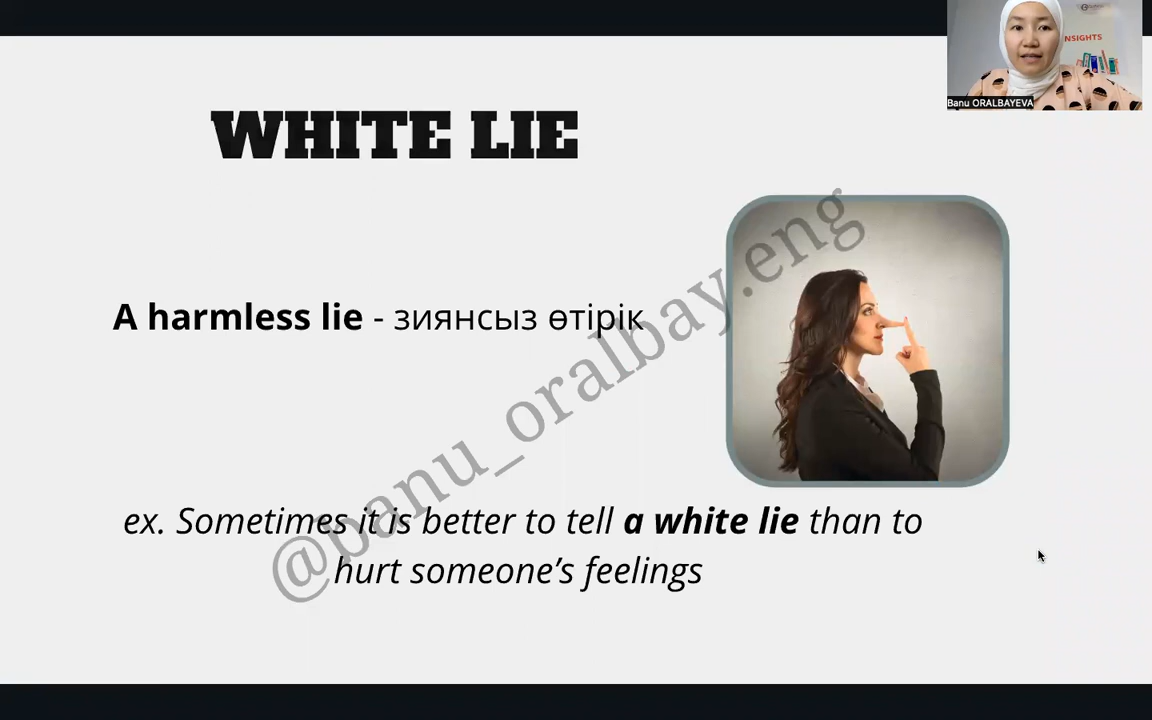 NSIGHTS
Banu ORALBAYEVA
WHITE LIE
A harmless lie - зиянсыз өтірік
@banu_oralbay.eng
ex. Sometimes it is better to tell a white lie than to
hurt someone’s feelings